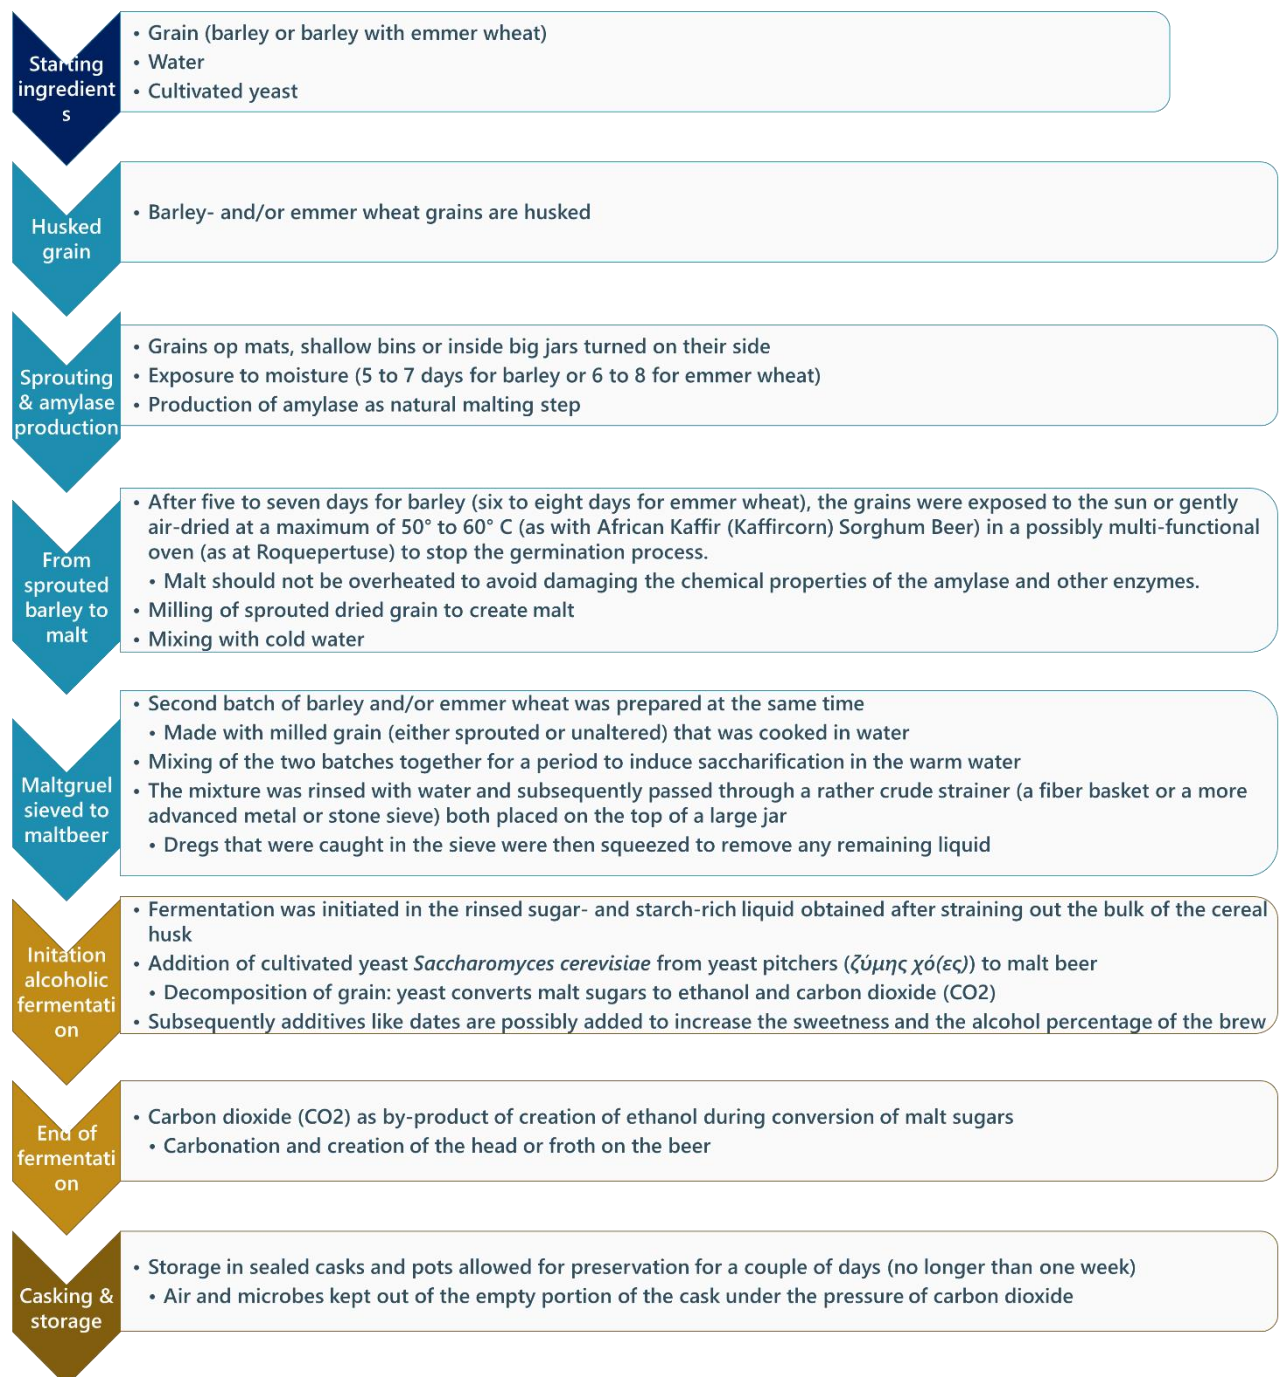 Starting
ingredient
s
• Grain (barley or barley with emmer wheat)
• Water
• Cultivated yeast
Husked
grain
• Barley- and/or emmer wheat grains are husked
Sprouting
& amylase
production
• Grains op mats, shallow bins or inside big jars turned on their side
• Exposure to moisture (5 to 7 days for barley or 6 to 8 for emmer wheat)
• Production of amylase as natural malting step
From
sprouted
barley to
malt
• After five to seven days for barley (six to eight days for emmer wheat), the grains were exposed to the sun or gently
air-dried at a maximum of 50° to 60° C (as with African Kaffir (Kaffircorn) Sorghum Beer) in a possibly multi-functional
oven (as at Roquepertuse) to stop the germination process.
• Malt should not be overheated to avoid damaging the chemical properties of the amylase and other enzymes.
• Milling of sprouted dried grain to create malt
• Mixing with cold water
Maltgruel
sieved to
maltbeer
• Second batch of barley and/or emmer wheat was prepared at the same time
• Made with milled grain (either sprouted or unaltered) that was cooked in water
• Mixing of the two batches together for a period to induce saccharification in the warm water
• The mixture was rinsed with water and subsequently passed through a rather crude strainer (a fiber basket or a more
advanced metal or stone sieve) both placed on the top of a large jar
• Dregs that were caught in the sieve were then squeezed to remove any remaining liquid
Initation
alcoholic
fermentati
on
• Fermentation was initiated in the rinsed sugar- and starch-rich liquid obtained after straining out the bulk of the cereal
husk
• Addition of cultivated yeast Saccharomyces cerevisiae from yeast pitchers (ζύμης χό(ες)) to malt beer
• Decomposition of grain: yeast converts malt sugars to ethanol and carbon dioxide (CO2)
• Subsequently additives like dates are possibly added to increase the sweetness and the alcohol percentage of the brew
End of
fermentati
on
• Carbon dioxide (CO2) as by-product of creation of ethanol during conversion of malt sugars
• Carbonation and creation of the head or froth on the beer
Casking &
storage
• Storage in sealed casks and pots allowed for preservation for a couple of days (no longer than one week)
• Air and microbes kept out of the empty portion of the cask under the pressure of carbon dioxide